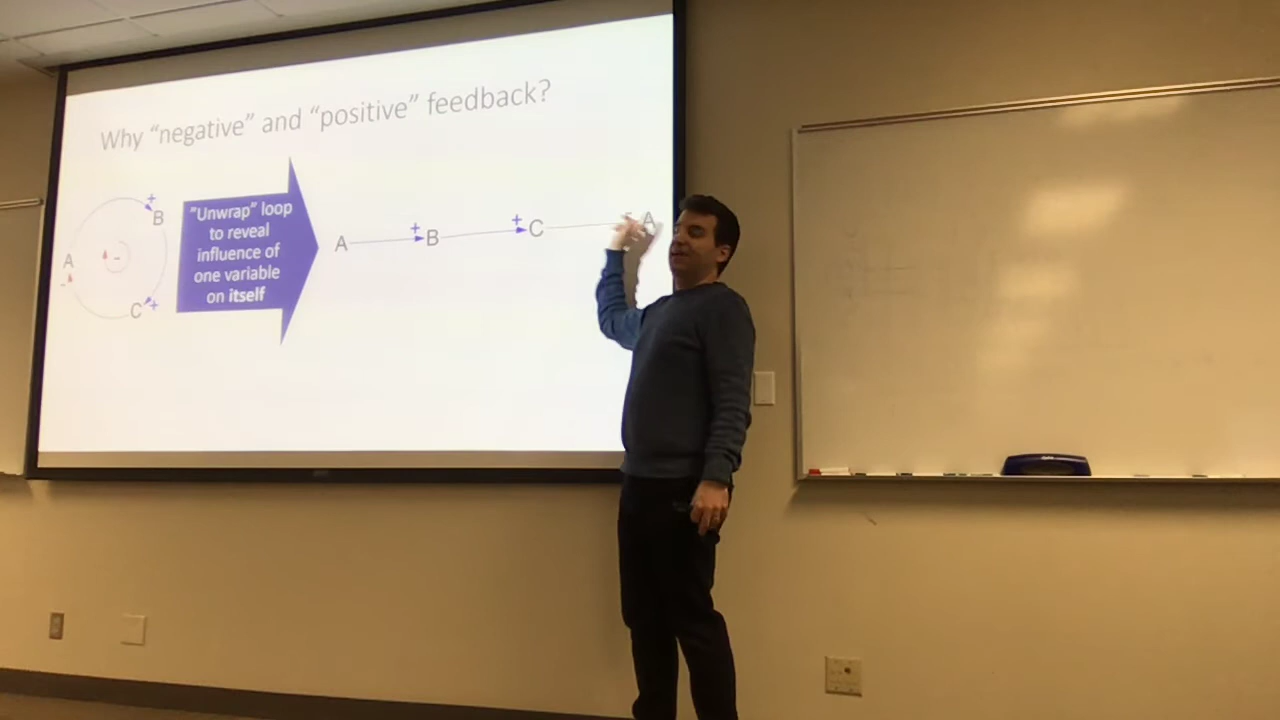 Why “negative” and “positive” feedback?
+
B
A
-
-
C
+
“Unwrap” loop
to reveal
influence of
one variable
on itself
A
+
B
+
C
-
A